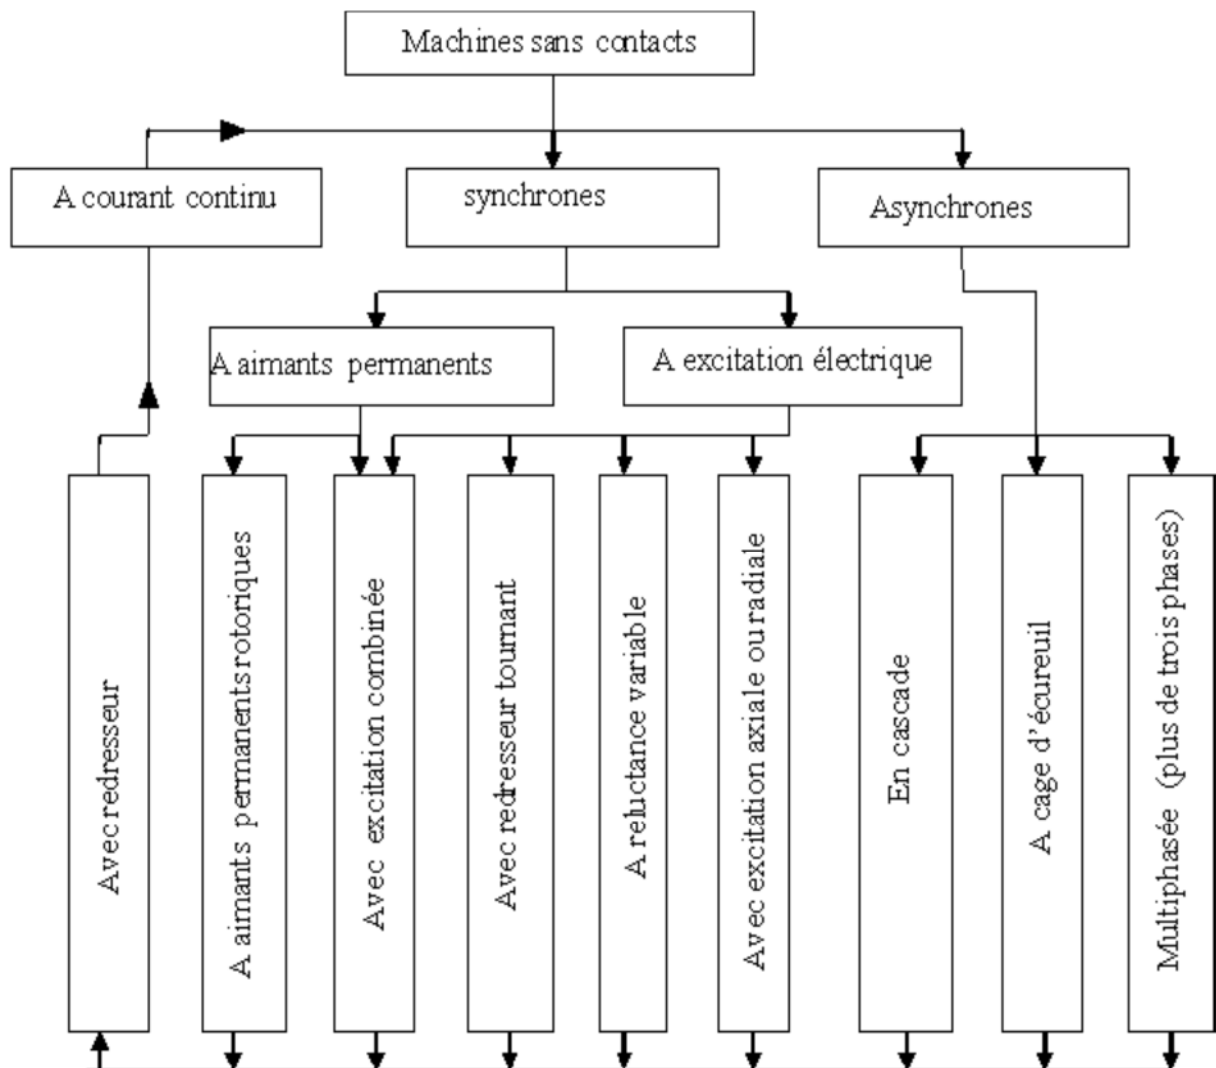 Machines sans contacts
A courant continu
synchrones
Asynchrones
A aimants permanents
A excitation électrique
Avec redresseur
A aimants permanents rotoriques
Avec excitation combinée
Avec redresseur tournant
A reluctance variable
Avec excitation axiale ou radiale
En cascade
A cage d'écureuil
Multiphasée (plus de trois phases)